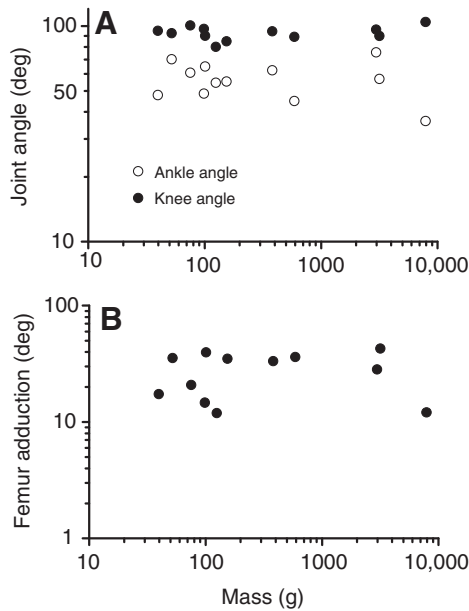 A
100
50
10
Joint angle (deg)
Ankle angle
Knee angle
10
100
1000
10,000
B
100
10
1
Femur adduction (deg)
10
100
1000
10,000
Mass (g)